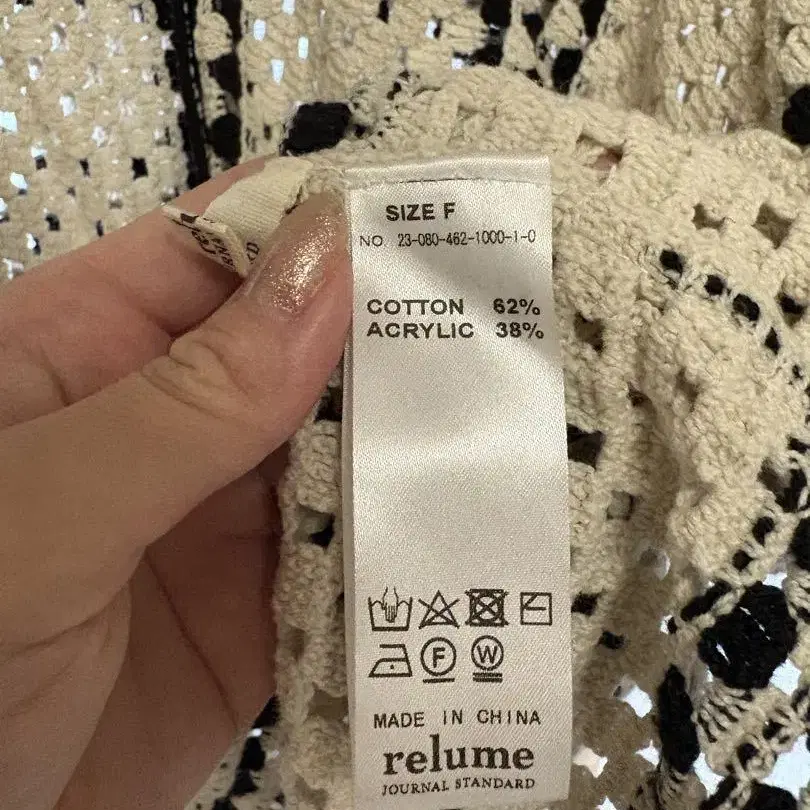 SIZE F
NO. 23-080-462-1000-1-0
COTTON 62%
ACRYLIC 38%
F
W
MADE IN CHINA
relume
JOURNAL STANDARD